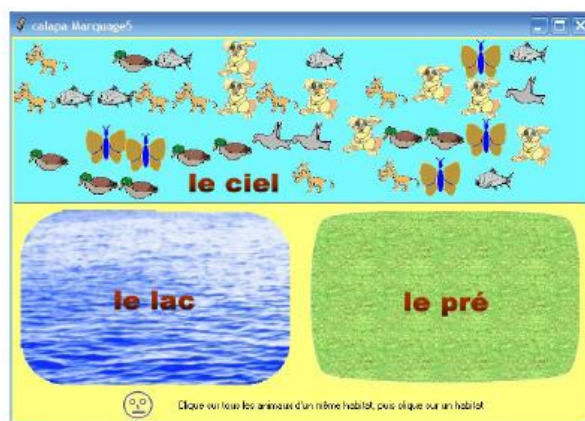 calapa Marquage5
le ciel
le lac
le pré
Clique sur tous les animaux d'un même habitat, puis clique sur un habitat